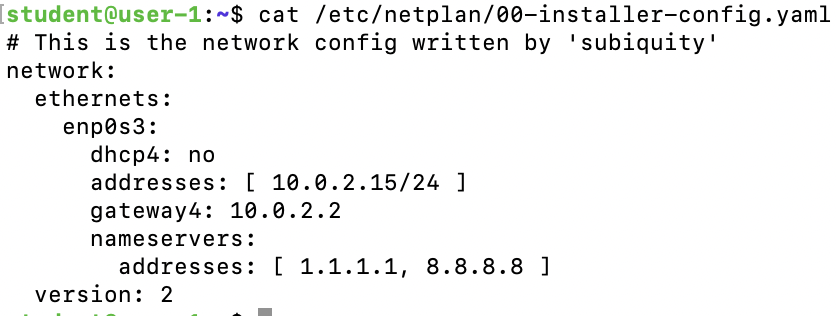 [student@user-1:~$ cat /etc/netplan/00-installer-config.yaml
# This is the network config written by 'subiquity'
network:
  ethernets:
    enp0s3:
      dhcp4: no
      addresses: [ 10.0.2.15/24 ]
      gateway4: 10.0.2.2
      nameservers:
        addresses: [ 1.1.1.1, 8.8.8.8 ]
  version: 2